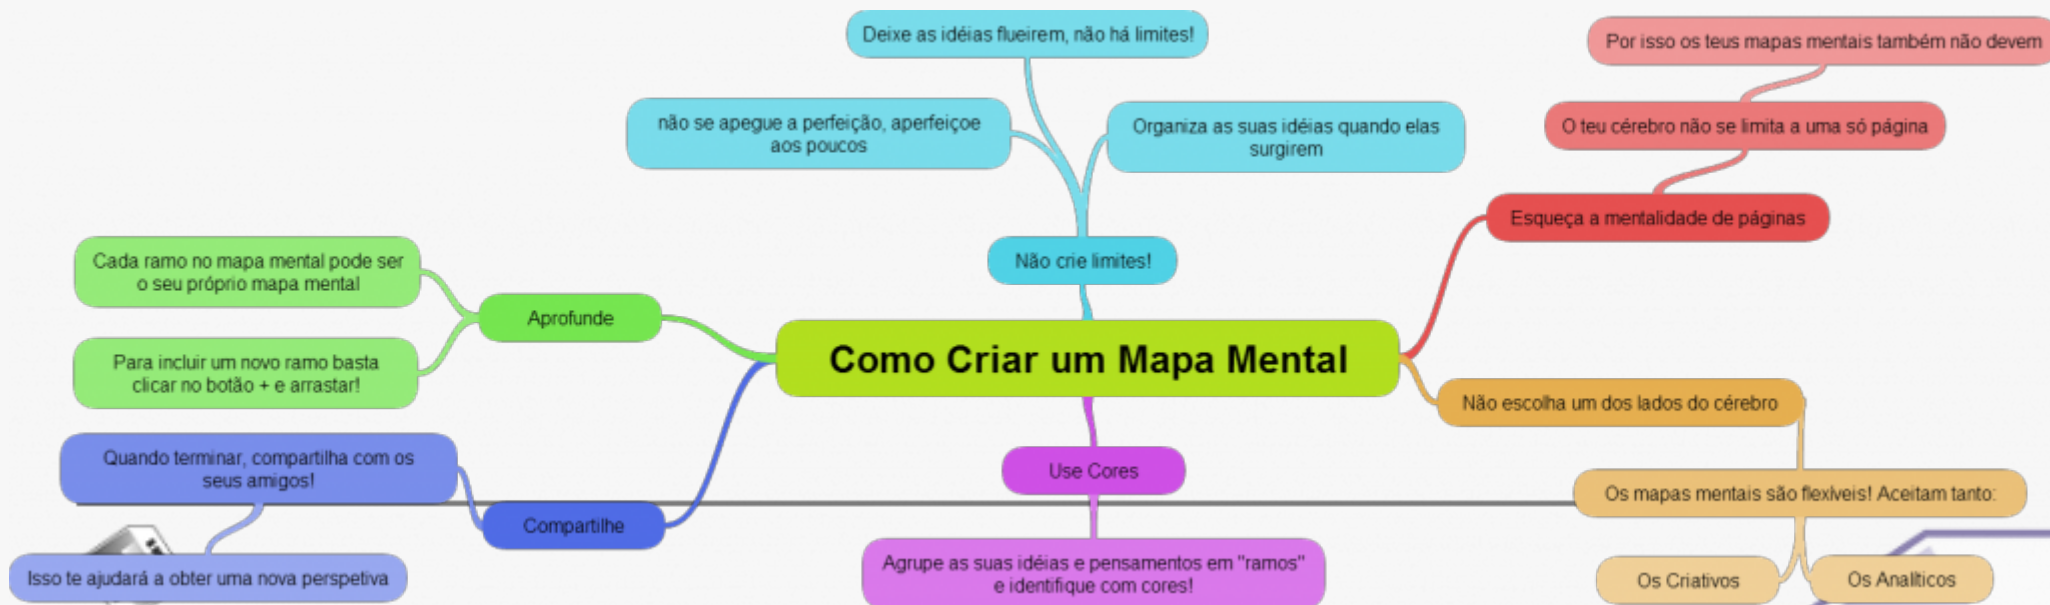 Deixe as idéias flueirem, não há limites!
não se apegue a perfeição, aperfeiçoe
aos poucos
Organiza as suas idéias quando elas
surgirem
Não crie limites!
Por isso os teus mapas mentais também não devem
O teu cérebro não se limita a uma só página
Esqueça a mentalidade de páginas
Cada ramo no mapa mental pode ser
o seu próprio mapa mental
Aprofunde
Para incluir um novo ramo basta
clicar no botão + e arrastar!
Como Criar um Mapa Mental
Não escolha um dos lados do cérebro
Quando terminar, compartilha com os
seus amigos!
Compartilhe
Isso te ajudará a obter uma nova perspetiva
Use Cores
Agrupe as suas idéias e pensamentos em "ramos"
e identifique com cores!
Os mapas mentais são flexíveis! Aceitam tanto:
Os Criativos
Os Analíticos